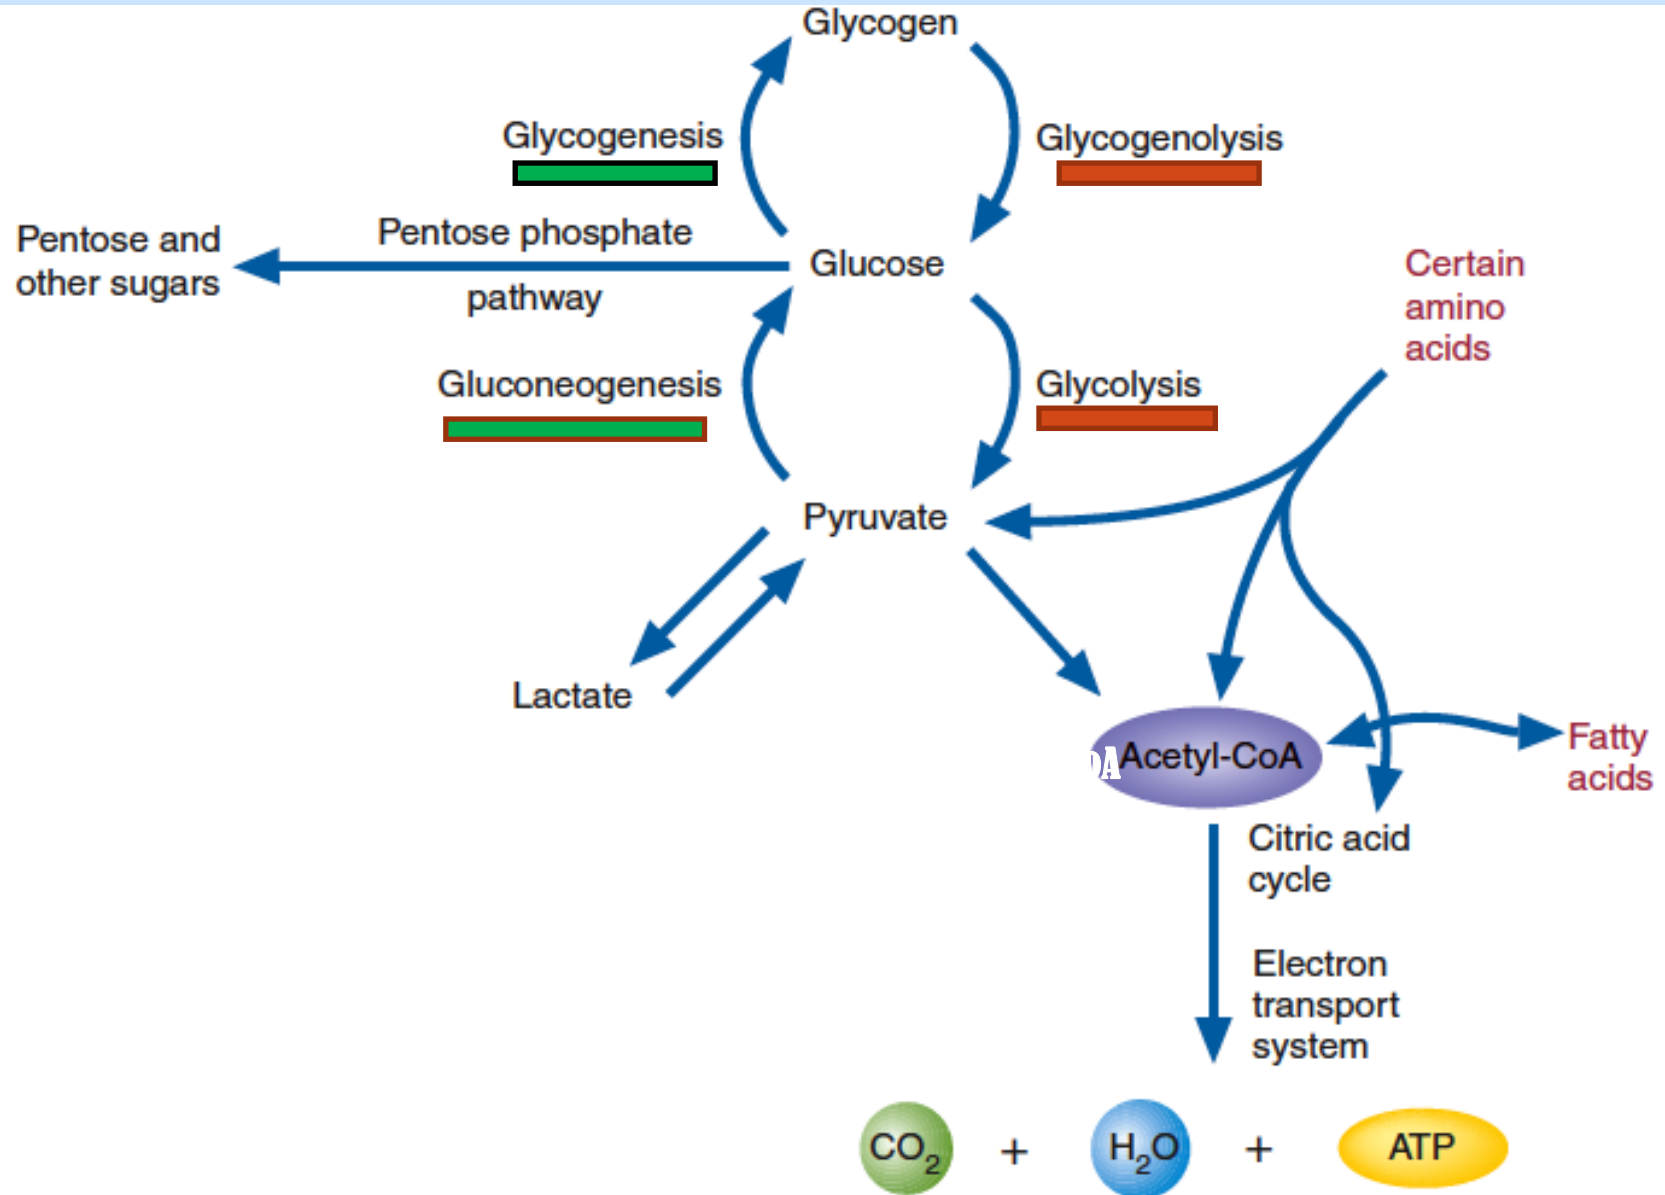 Glycogen
Glycogenesis
Glycogenolysis
Pentose and
other sugars
Pentose phosphate
pathway
Glucose
Certain
amino
acids
Gluconeogenesis
Glycolysis
Pyruvate
Lactate
Acetyl-CoA
Fatty
acids
Citric acid
cycle
Electron
transport
system
CO₂ + H₂O + ATP